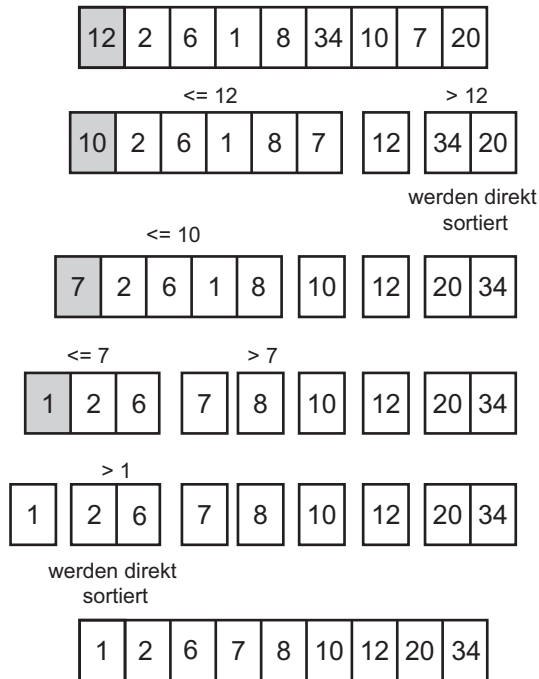 12 2 6 1 8 34 10 7 20
<= 12 > 12
10 2 6 1 8 7 12 34 20
werden direkt
sortiert
<= 10
7 2 6 1 8 10 12 20 34
<= 7 > 7
1 2 6 7 8 10 12 20 34
> 1
1 2 6 7 8 10 12 20 34
werden direkt
sortiert
1 2 6 7 8 10 12 20 34